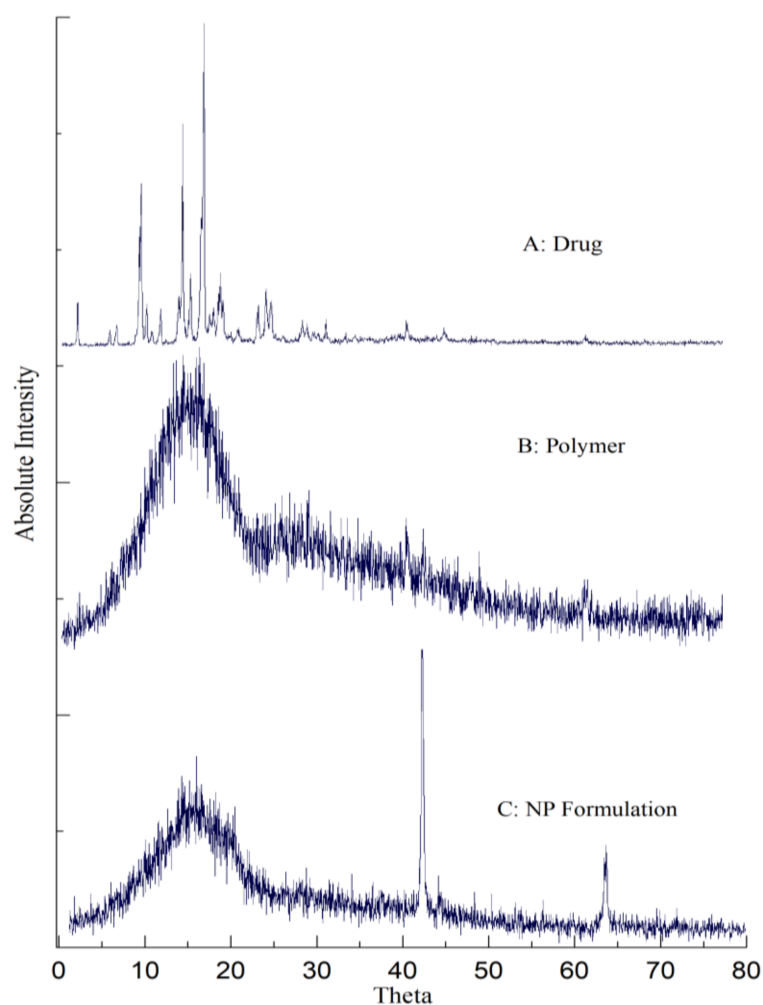 A: Drug
B: Polymer
Absolute Intensity
C: NP Formulation
0 10 20 30 40 50 60 70 80
Theta